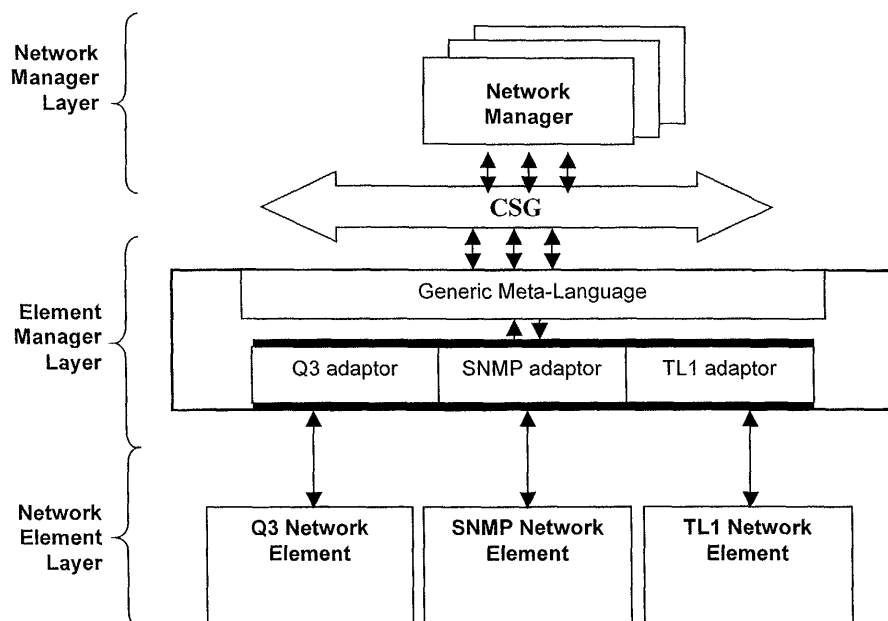 Network
Manager
Layer
Network
Manager
CSG
Element
Manager
Layer
Generic Meta-Language
Q3 adaptor
SNMP adaptor
TL1 adaptor
Network
Element
Layer
Q3 Network
Element
SNMP Network
Element
TL1 Network
Element